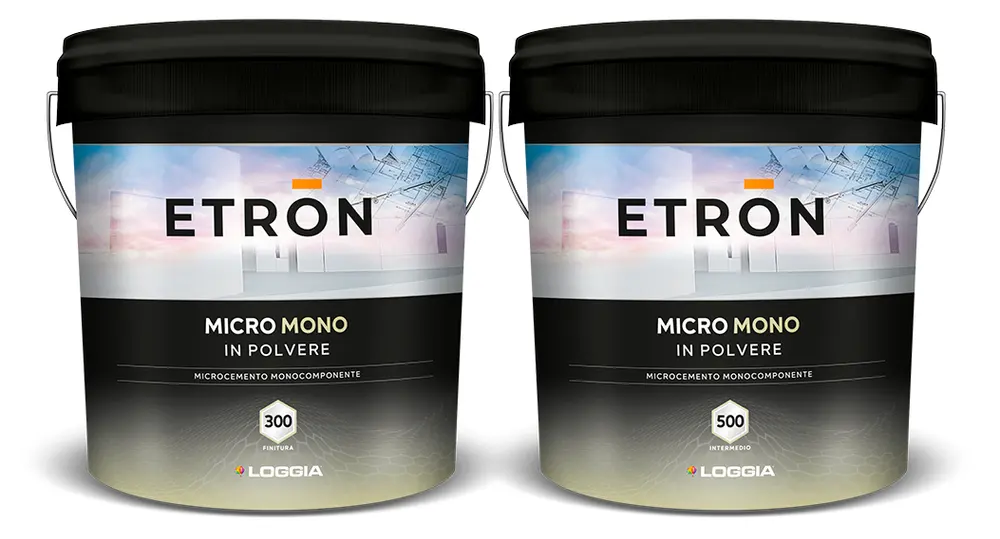 ETRON
MICRO MONO
IN POLVERE
MICROCEMENTO MONOCOMPONENTE
300
FINITURA
LOGGIA
ETRON®
MICRO MONO
IN POLVERE
MICROCEMENTO MONOCOMPONENTE
500
INTERMEDIO
LOGGIA